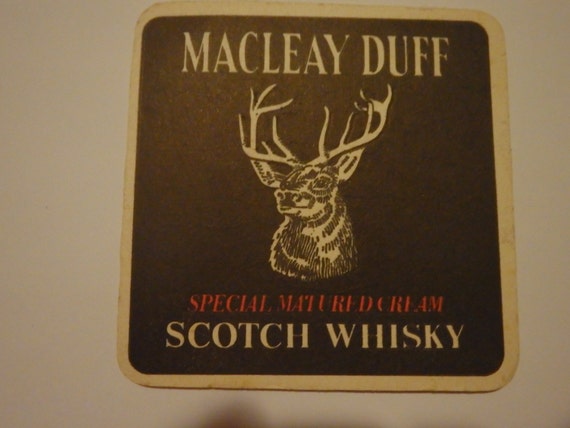 MACLEAY DUFF
SPECIAL MATURED CREAM
SCOTCH WHISKY